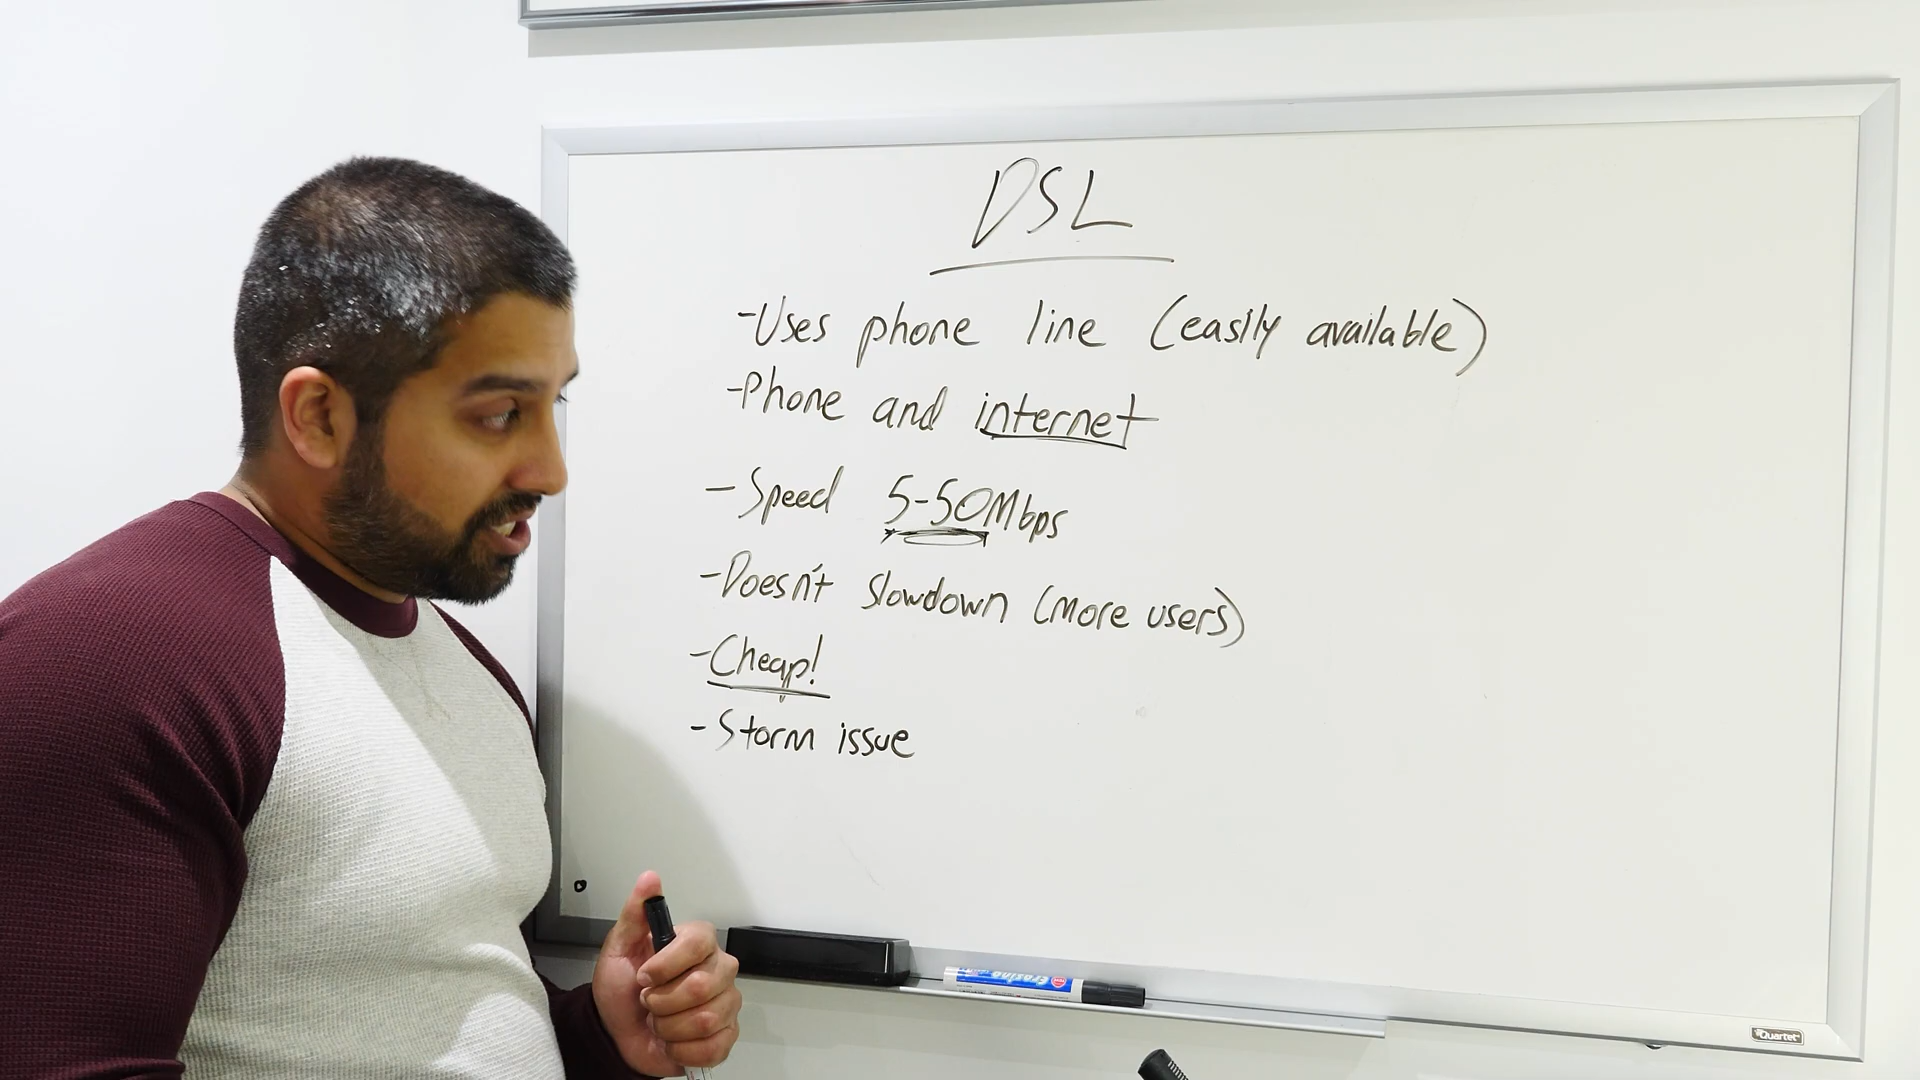 DSL
-Uses phone line (easily available)
-Phone and internet
-Speed 5-50Mbps
-Doesn't slowdown (more users)
-Cheap!
-Storm issue
Quartet